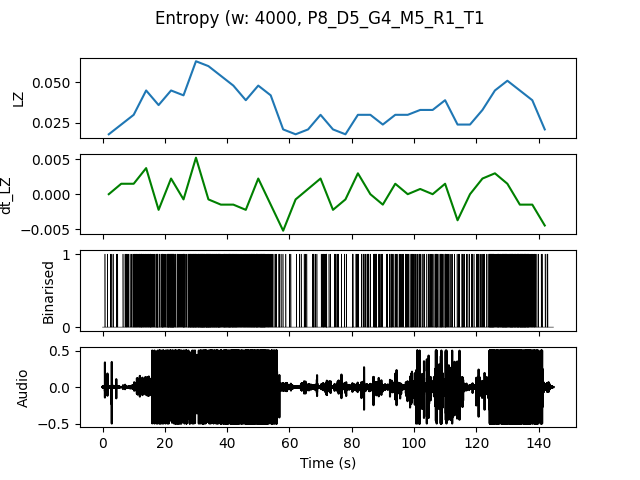 Entropy (w: 4000, P8_D5_G4_M5_R1_T1
LZ
0.050
0.025
dt_LZ
0.005
0.000
−0.005
Binarised
1
0
Audio
0.5
0.0
−0.5
0 20 40 60 80 100 120 140
Time (s)